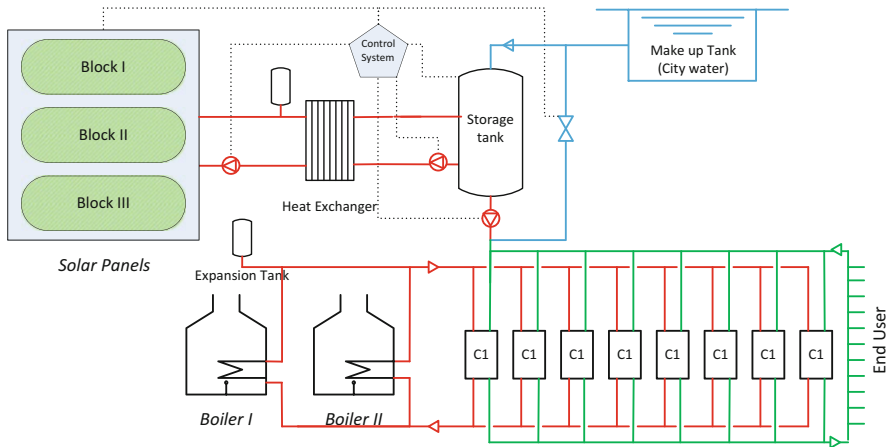 Block I
Block II
Block III
Solar Panels
Control
System
Heat Exchanger
Storage
tank
Make up Tank
(City water)
Expansion Tank
Boiler I
Boiler II
C1
C1
C1
C1
C1
C1
C1
C1
End User